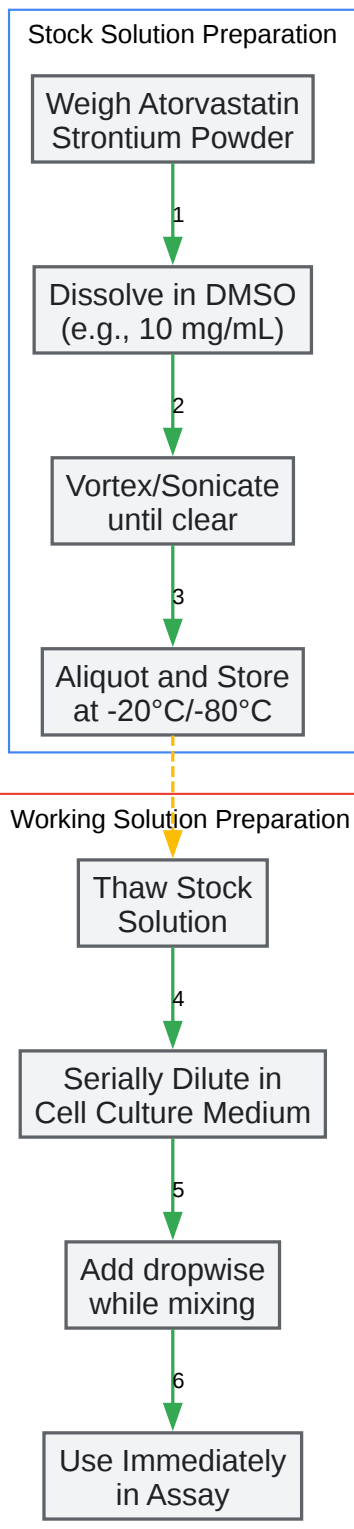 Stock Solution Preparation
Weigh Atorvastatin
Strontium Powder
1
Dissolve in DMSO
(e.g., 10 mg/mL)
2
Vortex/Sonicate
until clear
3
Aliquot and Store
at -20°C/-80°C
Working Solution Preparation
Thaw Stock
Solution
4
Serially Dilute in
Cell Culture Medium
5
Add dropwise
while mixing
6
Use Immediately
in Assay